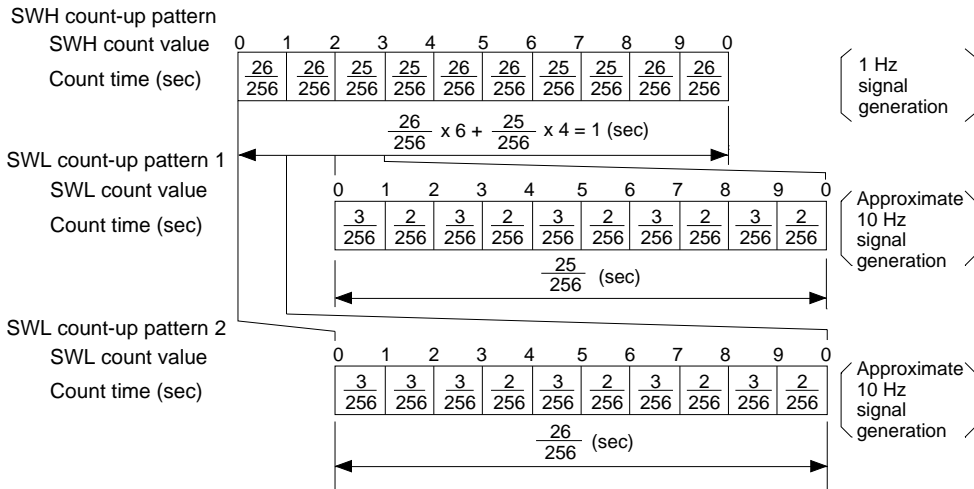 SWH count-up pattern
SWH count value 0 1 2 3 4 5 6 7 8 9 0
Count time (sec) 26/256 26/256 25/256 25/256 26/256 26/256 25/256 25/256 26/256 26/256
1 Hz
signal
generation
26/256 x 6 + 25/256 x 4 = 1 (sec)
SWL count-up pattern 1
SWL count value 0 1 2 3 4 5 6 7 8 9 0
Count time (sec) 3/256 2/256 3/256 2/256 3/256 2/256 3/256 2/256 3/256 2/256
Approximate
10 Hz
signal
generation
25/256 (sec)
SWL count-up pattern 2
SWL count value 0 1 2 3 4 5 6 7 8 9 0
Count time (sec) 3/256 3/256 3/256 2/256 3/256 2/256 3/256 2/256 3/256 2/256
Approximate
10 Hz
signal
generation
26/256 (sec)